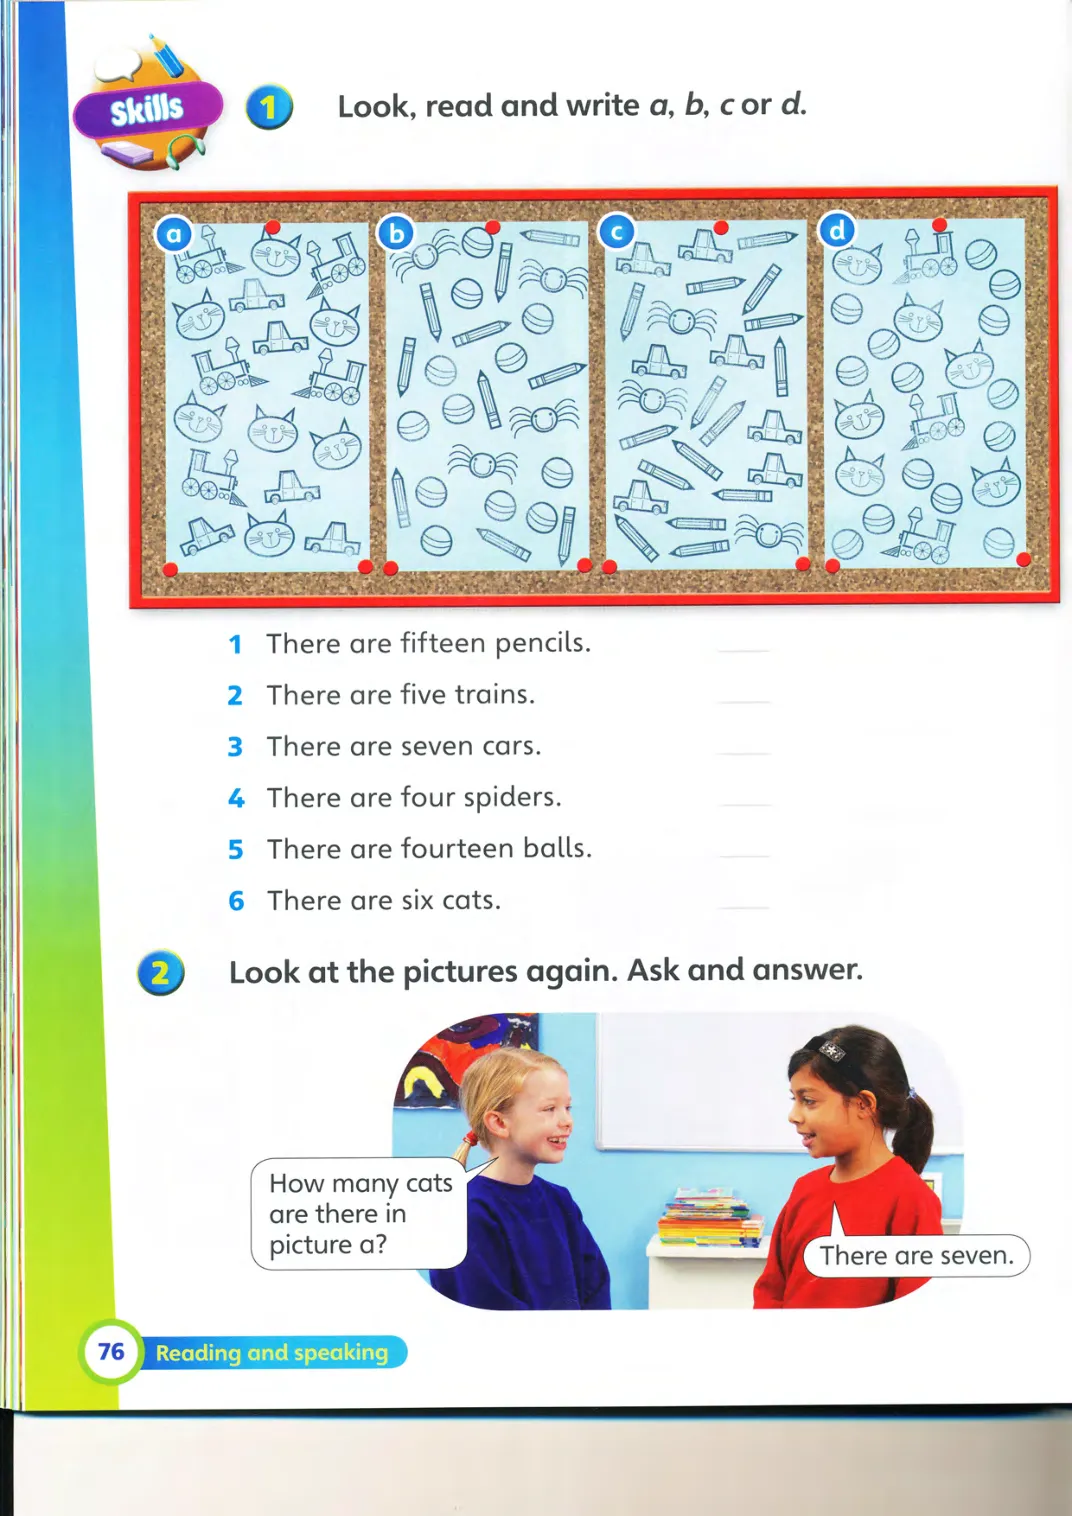 Skills
1 Look, read and write a, b, c or d.
a b c d
1 There are fifteen pencils.
2 There are five trains.
3 There are seven cars.
4 There are four spiders.
5 There are fourteen balls.
6 There are six cats.
2 Look at the pictures again. Ask and answer.
How many cats
are there in
picture a?
There are seven.
76 Reading and speaking